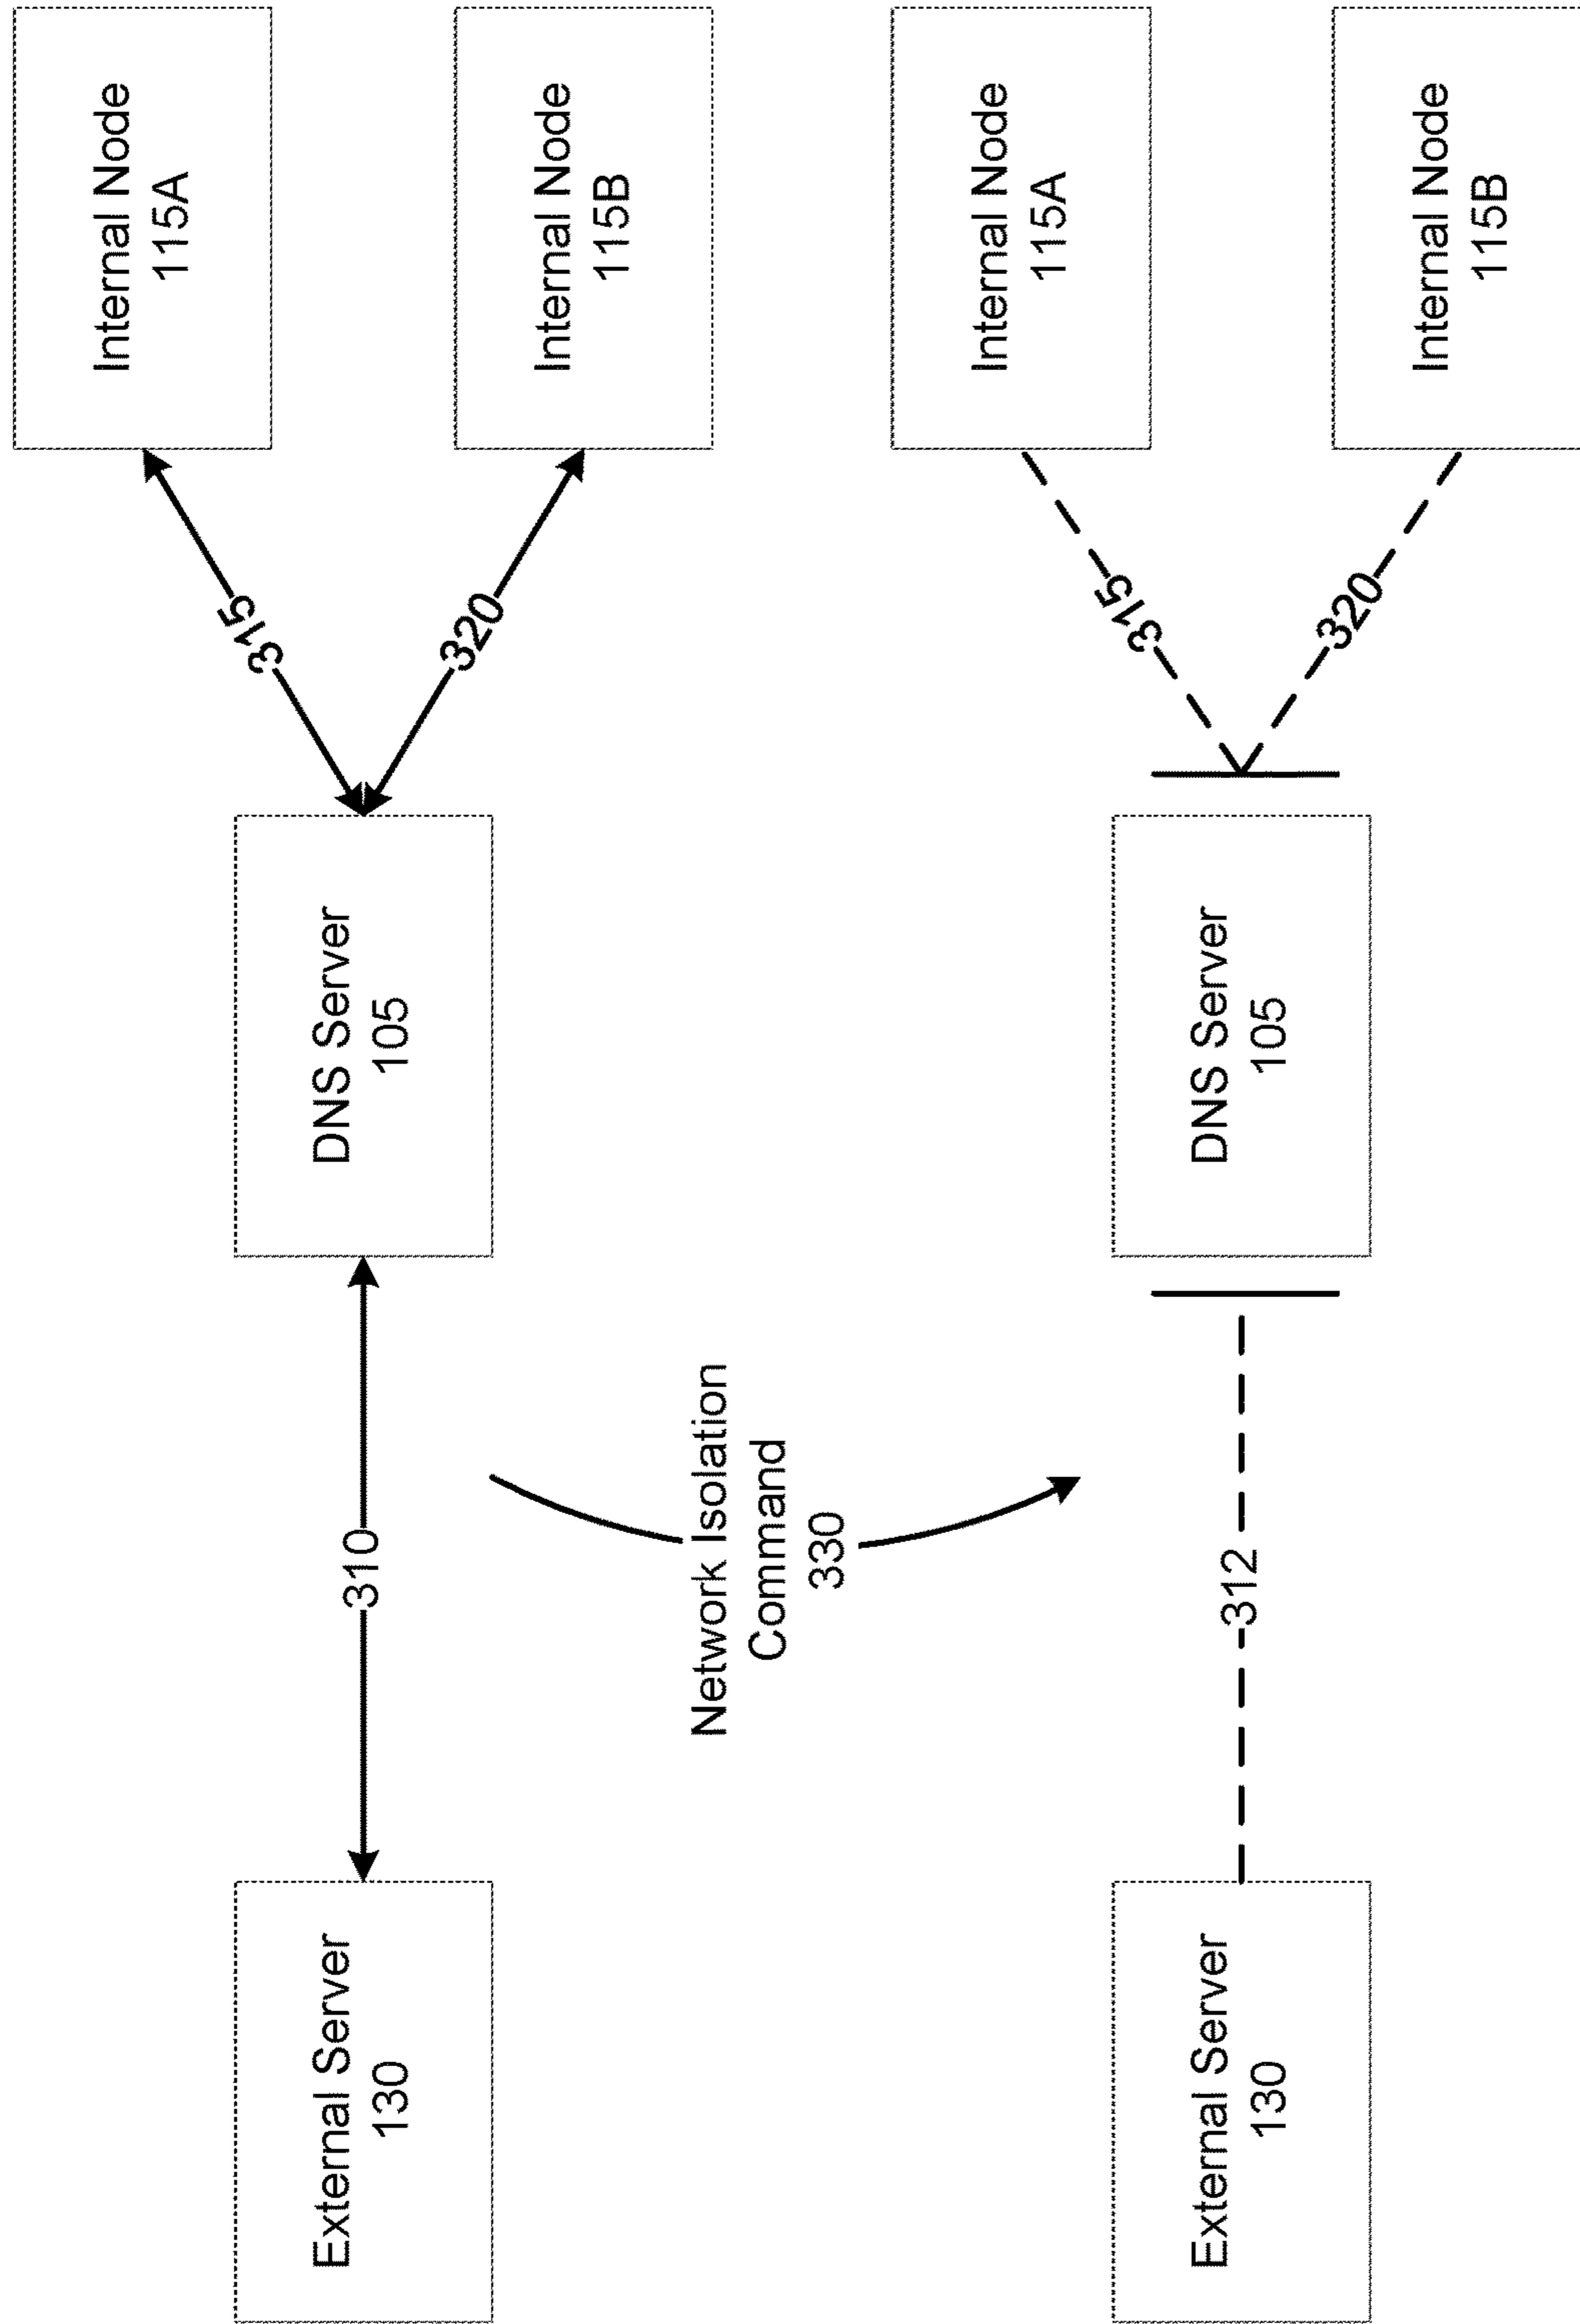 External Server
130
310
DNS Server
105
315
320
Internal Node
115A
Internal Node
115B
Network Isolation
Command
330
External Server
130
312
DNS Server
105
315
320
Internal Node
115A
Internal Node
115B